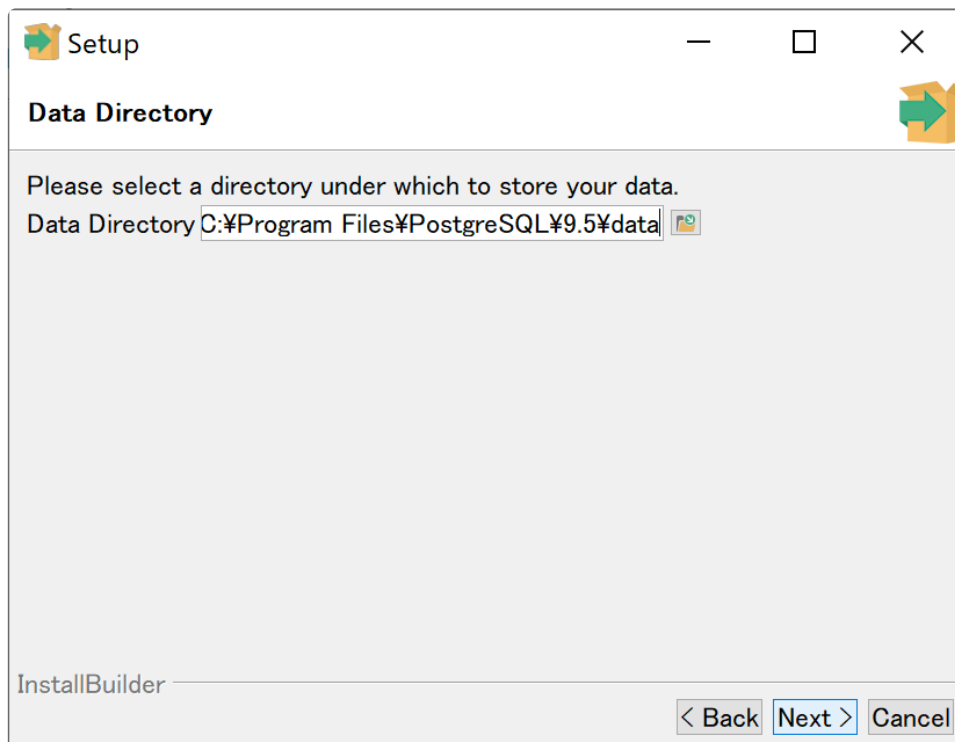 Setup
Data Directory
Please select a directory under which to store your data.
Data Directory C:¥Program Files¥PostgreSQL¥9.5¥data
InstallBuilder
< Back Next > Cancel